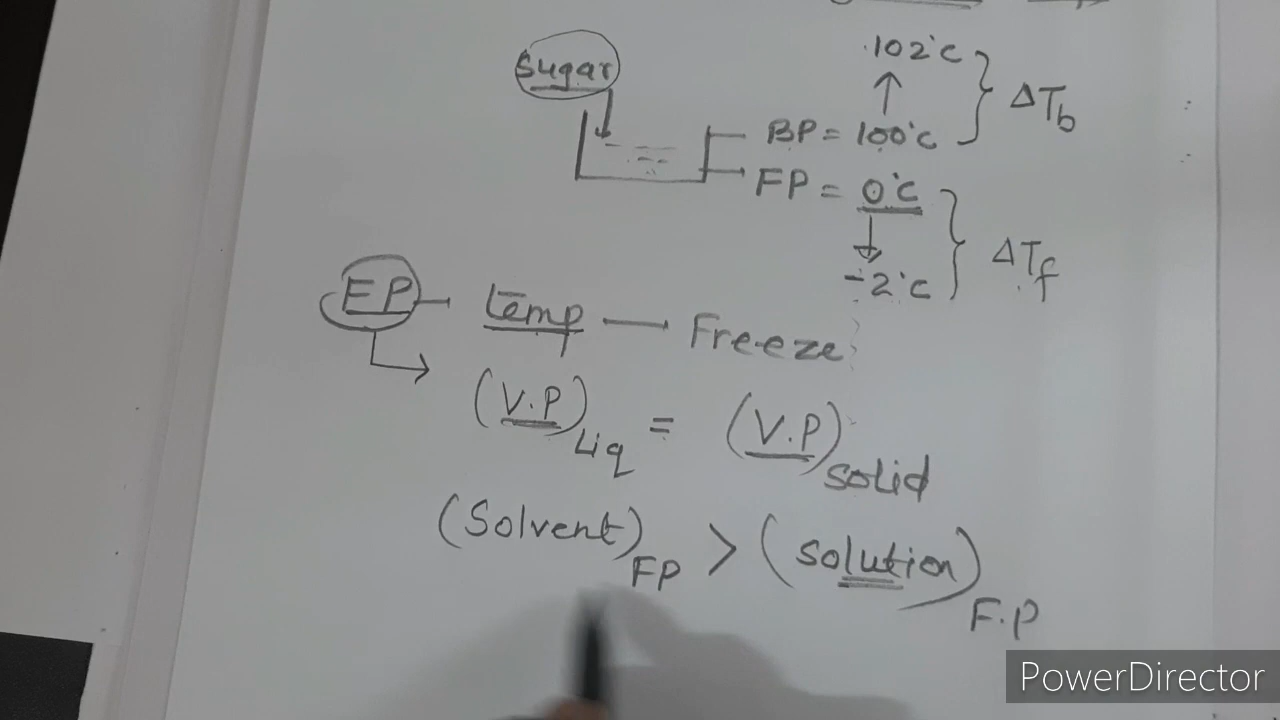 Sugar
102°C
ΔTb
BP = 100°C
FP = 0°C
ΔTf
-2°C
FP - temp - Freeze
(V.P)Liq = (V.P)solid
(Solvent)FP > (solution)F.P
PowerDirector